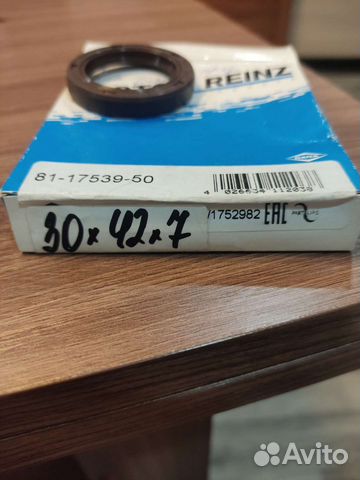 REINZ
81-17539-50
4 026634 112038
30 x 42 x 7
/1752982 EAC
Avito